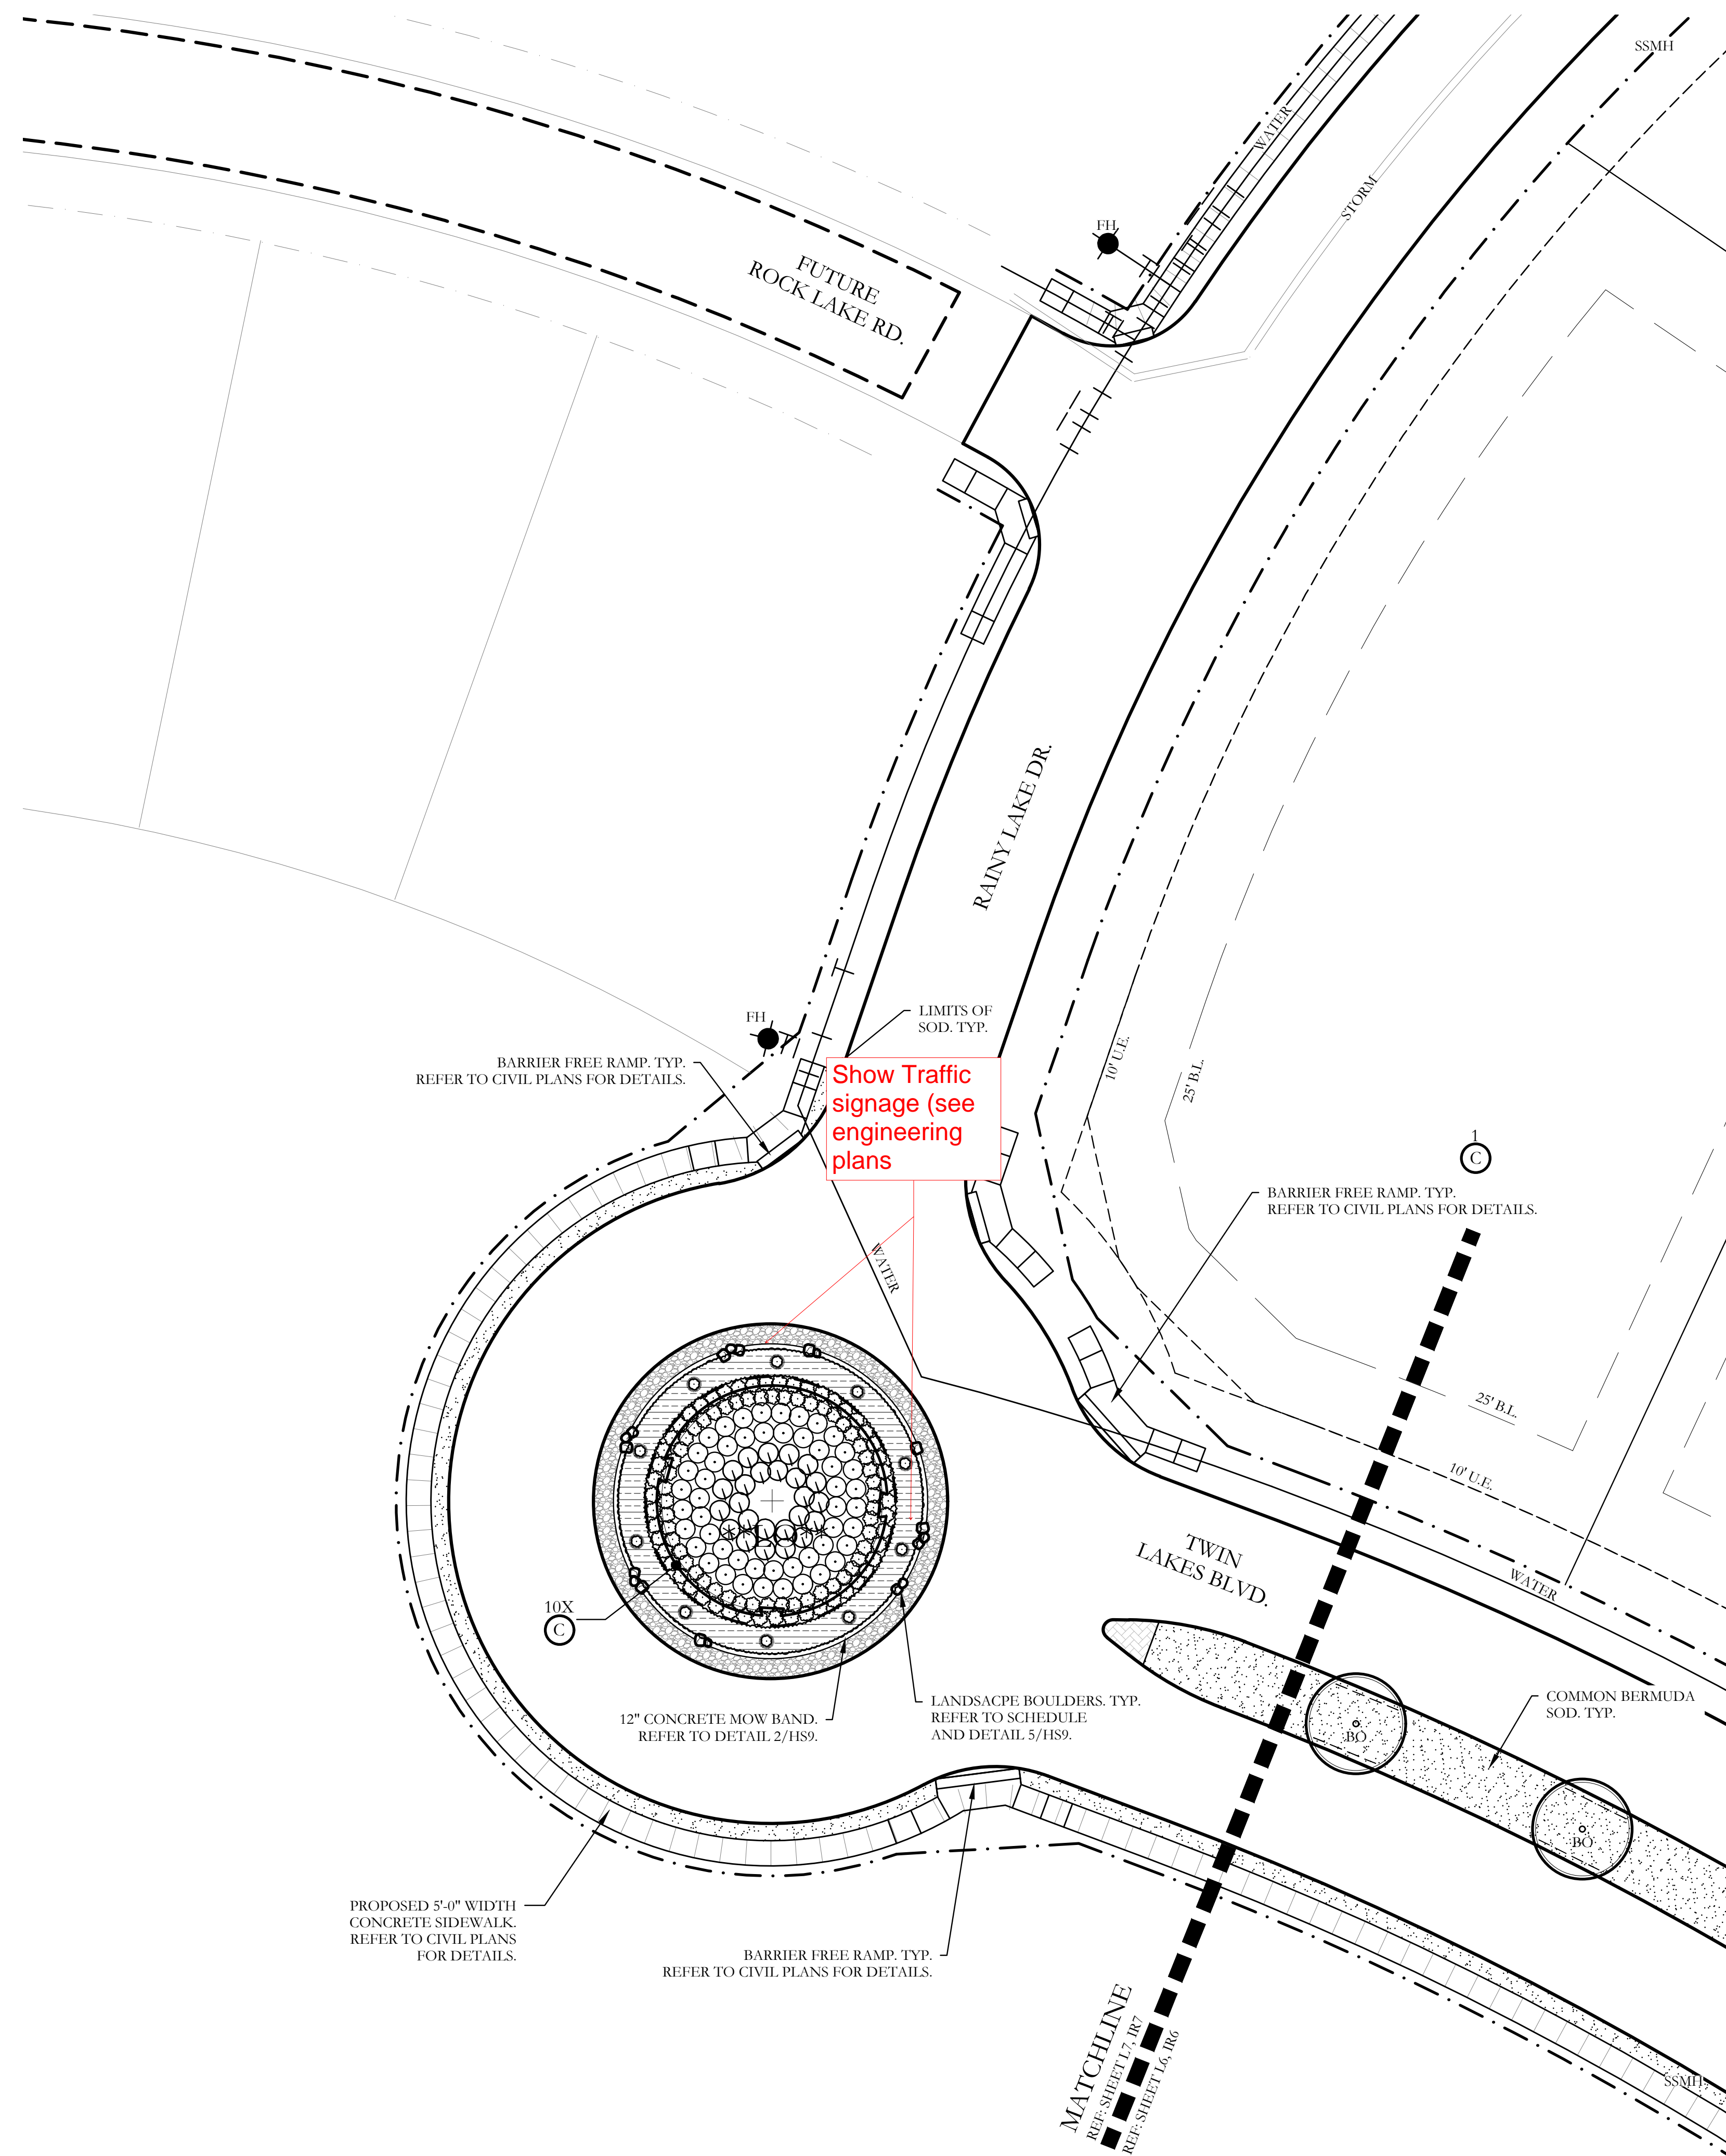 SSMH
WATER
STORM
FH
FUTURE
ROCK LAKE RD.
RAINY LAKE DR.
LIMITS OF
SOD. TYP.
FH
BARRIER FREE RAMP. TYP.
REFER TO CIVIL PLANS FOR DETAILS.
Show Traffic
signage (see
engineering
plans
10' U.E.
25' B.L.
1
C
BARRIER FREE RAMP. TYP.
REFER TO CIVIL PLANS FOR DETAILS.
WATER
25' B.L.
10' U.E.
TWIN
LAKES BLVD.
WATER
10X
C
12" CONCRETE MOW BAND.
REFER TO DETAIL 2/HS9.
LANDSACPE BOULDERS. TYP.
REFER TO SCHEDULE
AND DETAIL 5/HS9.
COMMON BERMUDA
SOD. TYP.
BO
BO
PROPOSED 5'-0" WIDTH
CONCRETE SIDEWALK.
REFER TO CIVIL PLANS
FOR DETAILS.
BARRIER FREE RAMP. TYP.
REFER TO CIVIL PLANS FOR DETAILS.
MATCHLINE
REF: SHEET L7, IR7
REF: SHEET L6, IR6
SSMH